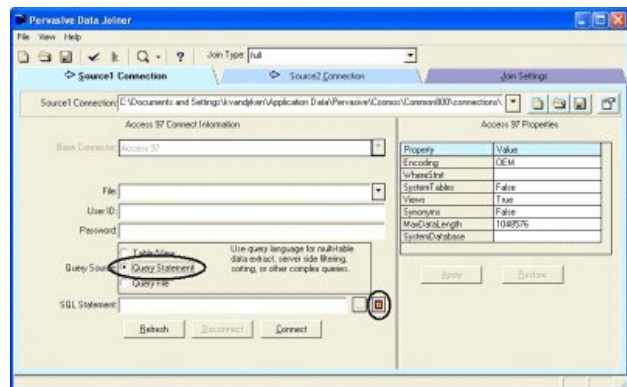 Pervasive Data Joiner
File View Help
Join Type: full
Source1 Connection
Source2 Connection
Join Settings
Source1 Connection: C:\Documents and Settings\kvandyken\Application Data\Pervasive\Cosmos\Common800\connections\
Access 97 Connect Information
Access 97 Properties
Base Connector: Access 97
Property Value
Encoding OEM
WhereStmt
SystemTables False
Views True
Synonyms False
MaxDataLength 1048576
SystemDatabase
File:
User ID:
Password:
Query Source:
Table/View
Query Statement
Query File
Use query language for multi-table
data extract, server side filtering,
sorting, or other complex queries.
Apply Restore
SQL Statement: ...
Refresh Disconnect Connect